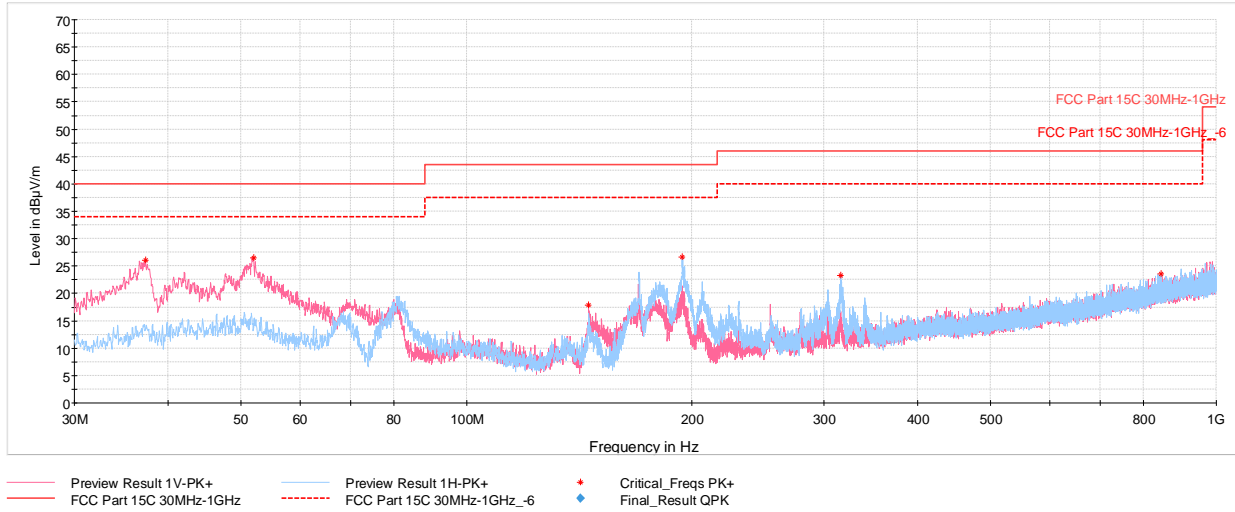 70
65
60
55
50
45
40
35
30
25
20
15
10
5
0
Level in dBµV/m
FCC Part 15C 30MHz-1GHz
FCC Part 15C 30MHz-1GHz_-6
30M 50 60 80 100M 200 300 400 500 800 1G
Frequency in Hz
Preview Result 1V-PK+ Preview Result 1H-PK+ Critical_Freqs PK+
FCC Part 15C 30MHz-1GHz FCC Part 15C 30MHz-1GHz_-6 Final_Result QPK